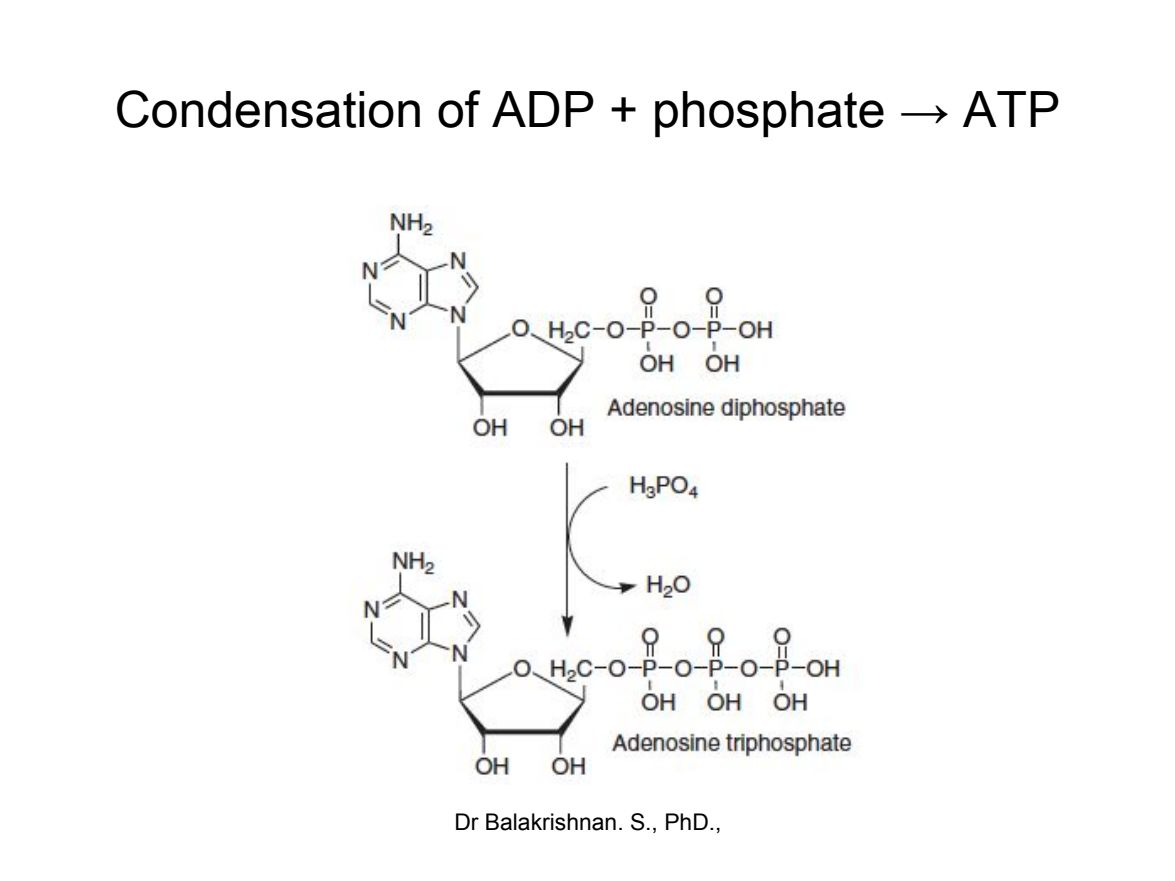 Condensation of ADP + phosphate → ATP
NH₂
N
N
N
N
O
O
O
H₂C–O–P–O–P–OH
OH
OH
OH
OH
Adenosine diphosphate
H₃PO₄
H₂O
NH₂
N
N
N
N
O
O
O
O
H₂C–O–P–O–P–O–P–OH
OH
OH
OH
OH
OH
Adenosine triphosphate
Dr Balakrishnan. S., PhD.,